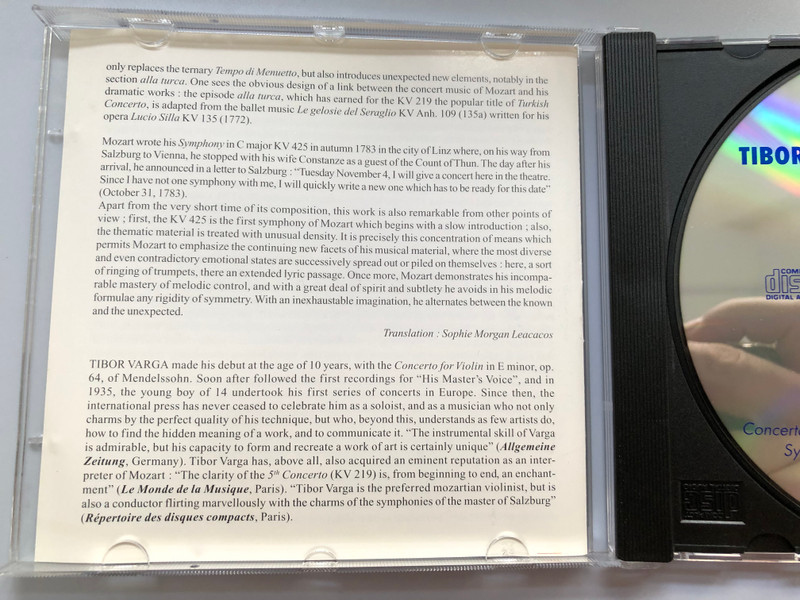 only replaces the ternary Tempo di Menuetto, but also introduces unexpected new elements, notably in the
section alla turca. One sees the obvious design of a link between the concert music of Mozart and his
dramatic works : the episode alla turca, which has earned for the KV 219 the popular title of Turkish
Concerto, is adapted from the ballet music Le gelosie del Seraglio KV Anh. 109 (135a) written for his
opera Lucio Silla KV 135 (1772).
Mozart wrote his Symphony in C major KV 425 in autumn 1783 in the city of Linz where, on his way from
Salzburg to Vienna, he stopped with his wife Constanze as a guest of the Count of Thun. The day after his
arrival, he announced in a letter to Salzburg : “Tuesday November 4, I will give a concert here in the theatre.
Since I have not one symphony with me, I will quickly write a new one which has to be ready for this date”
(October 31, 1783).
Apart from the very short time of its composition, this work is also remarkable from other points of
view ; first, the KV 425 is the first symphony of Mozart which begins with a slow introduction ; also,
the thematic material is treated with unusual density. It is precisely this concentration of means which
permits Mozart to emphasize the continuing new facets of his musical material, where the most diverse
and even contradictory emotional states are successively spread out or piled on themselves : here, a sort
of ringing of trumpets, there an extended lyric passage. Once more, Mozart demonstrates his incompa-
rable mastery of melodic control, and with a great deal of spirit and subtlety he avoids in his melodic
formulae any rigidity of symmetry. With an inexhaustable imagination, he alternates between the known
and the unexpected.
Translation : Sophie Morgan Leacacos
TIBOR VARGA made his debut at the age of 10 years, with the Concerto for Violin in E minor, op.
64, of Mendelssohn. Soon after followed the first recordings for “His Master's Voice”, and in
1935, the young boy of 14 undertook his first series of concerts in Europe. Since then, the
international press has never ceased to celebrate him as a soloist, and as a musician who not only
charms by the perfect quality of his technique, but who, beyond this, understands as few artists do,
how to find the hidden meaning of a work, and to communicate it. “The instrumental skill of Varga
is admirable, but his capacity to form and recreate a work of art is certainly unique” (Allgemeine
Zeitung, Germany). Tibor Varga has, above all, also acquired an eminent reputation as an inter-
preter of Mozart : “The clarity of the 5th Concerto (KV 219) is, from beginning to end, an enchant-
ment” (Le Monde de la Musique, Paris). “Tibor Varga is the preferred mozartian violinist, but is
also a conductor flirting marvellously with the charms of the symphonies of the master of Salzburg”
(Répertoire des disques compacts, Paris).
TIBOR
COM
dis
DIGITAL A
Concert
Sy